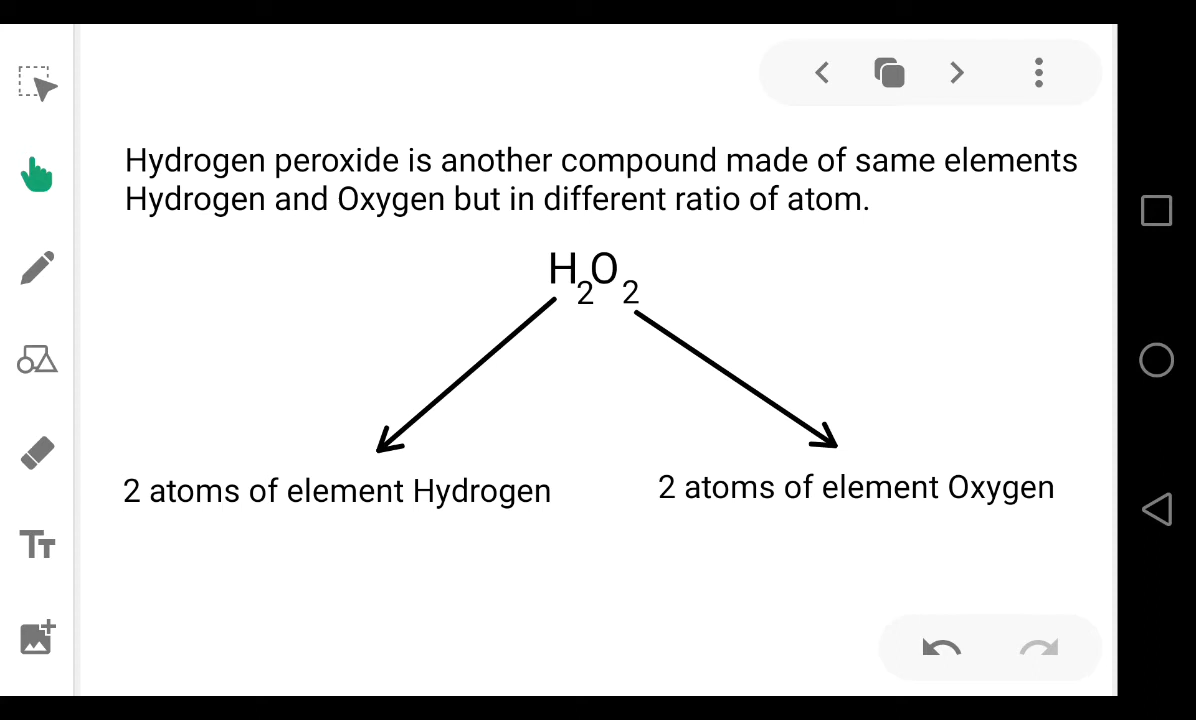 Hydrogen peroxide is another compound made of same elements
Hydrogen and Oxygen but in different ratio of atom.
H₂O₂
2 atoms of element Hydrogen
2 atoms of element Oxygen
TT